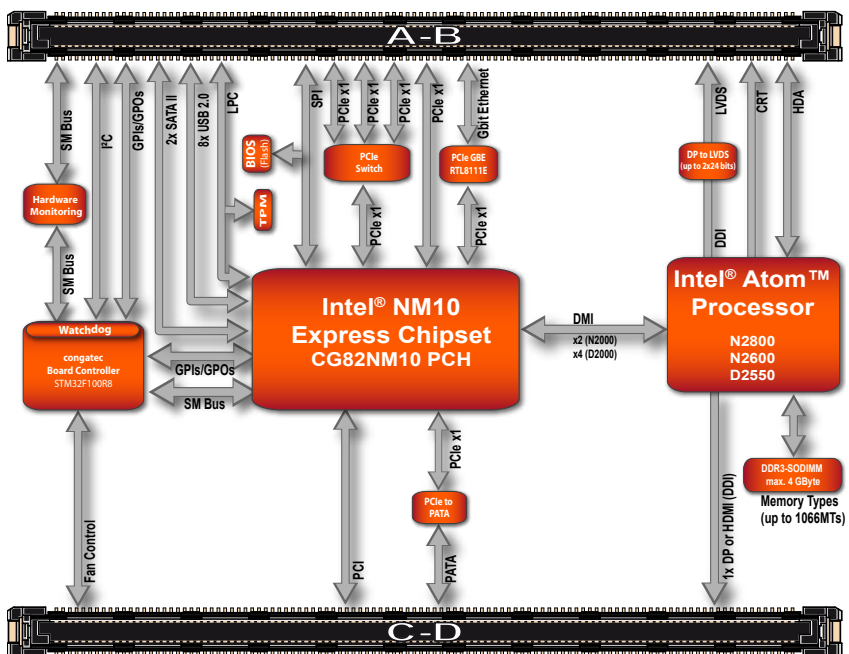 A-B
SM Bus
I²C
GPIs/GPOs
2x SATA II
8x USB 2.0
LPC
SPI
PCIe x1
PCIe x1
PCIe x1
PCIe x1
Gbit Ethernet
LVDS
CRT
HDA
BIOS
(Flash)
PCIe
Switch
PCIe GBE
RTL8111E
DP to LVDS
(up to 2x24 bits)
Hardware
Monitoring
TPM
PCIe x1
PCIe x1
DDI
SM Bus
Intel® NM10
Express Chipset
CG82NM10 PCH
Intel® Atom™
Processor
N2800
N2600
D2550
DMI
x2 (N2000)
x4 (D2000)
Watchdog
congatec
Board Controller
STM32F100R8
GPIs/GPOs
SM Bus
PCIe x1
DDR3-SODIMM
max. 4 GByte
Memory Types
(up to 1066MTs)
PCIe to
PATA
Fan Control
PCI
PATA
1x DP or HDMI (DDI)
C-D